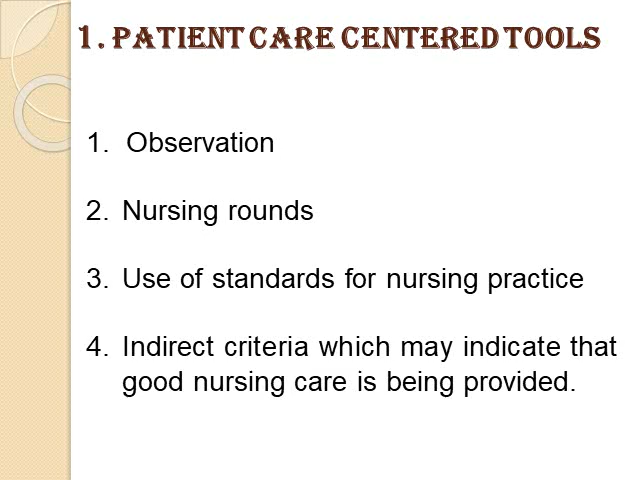 1. PATIENT CARE CENTERED TOOLS
1. Observation
2. Nursing rounds
3. Use of standards for nursing practice
4. Indirect criteria which may indicate that
good nursing care is being provided.